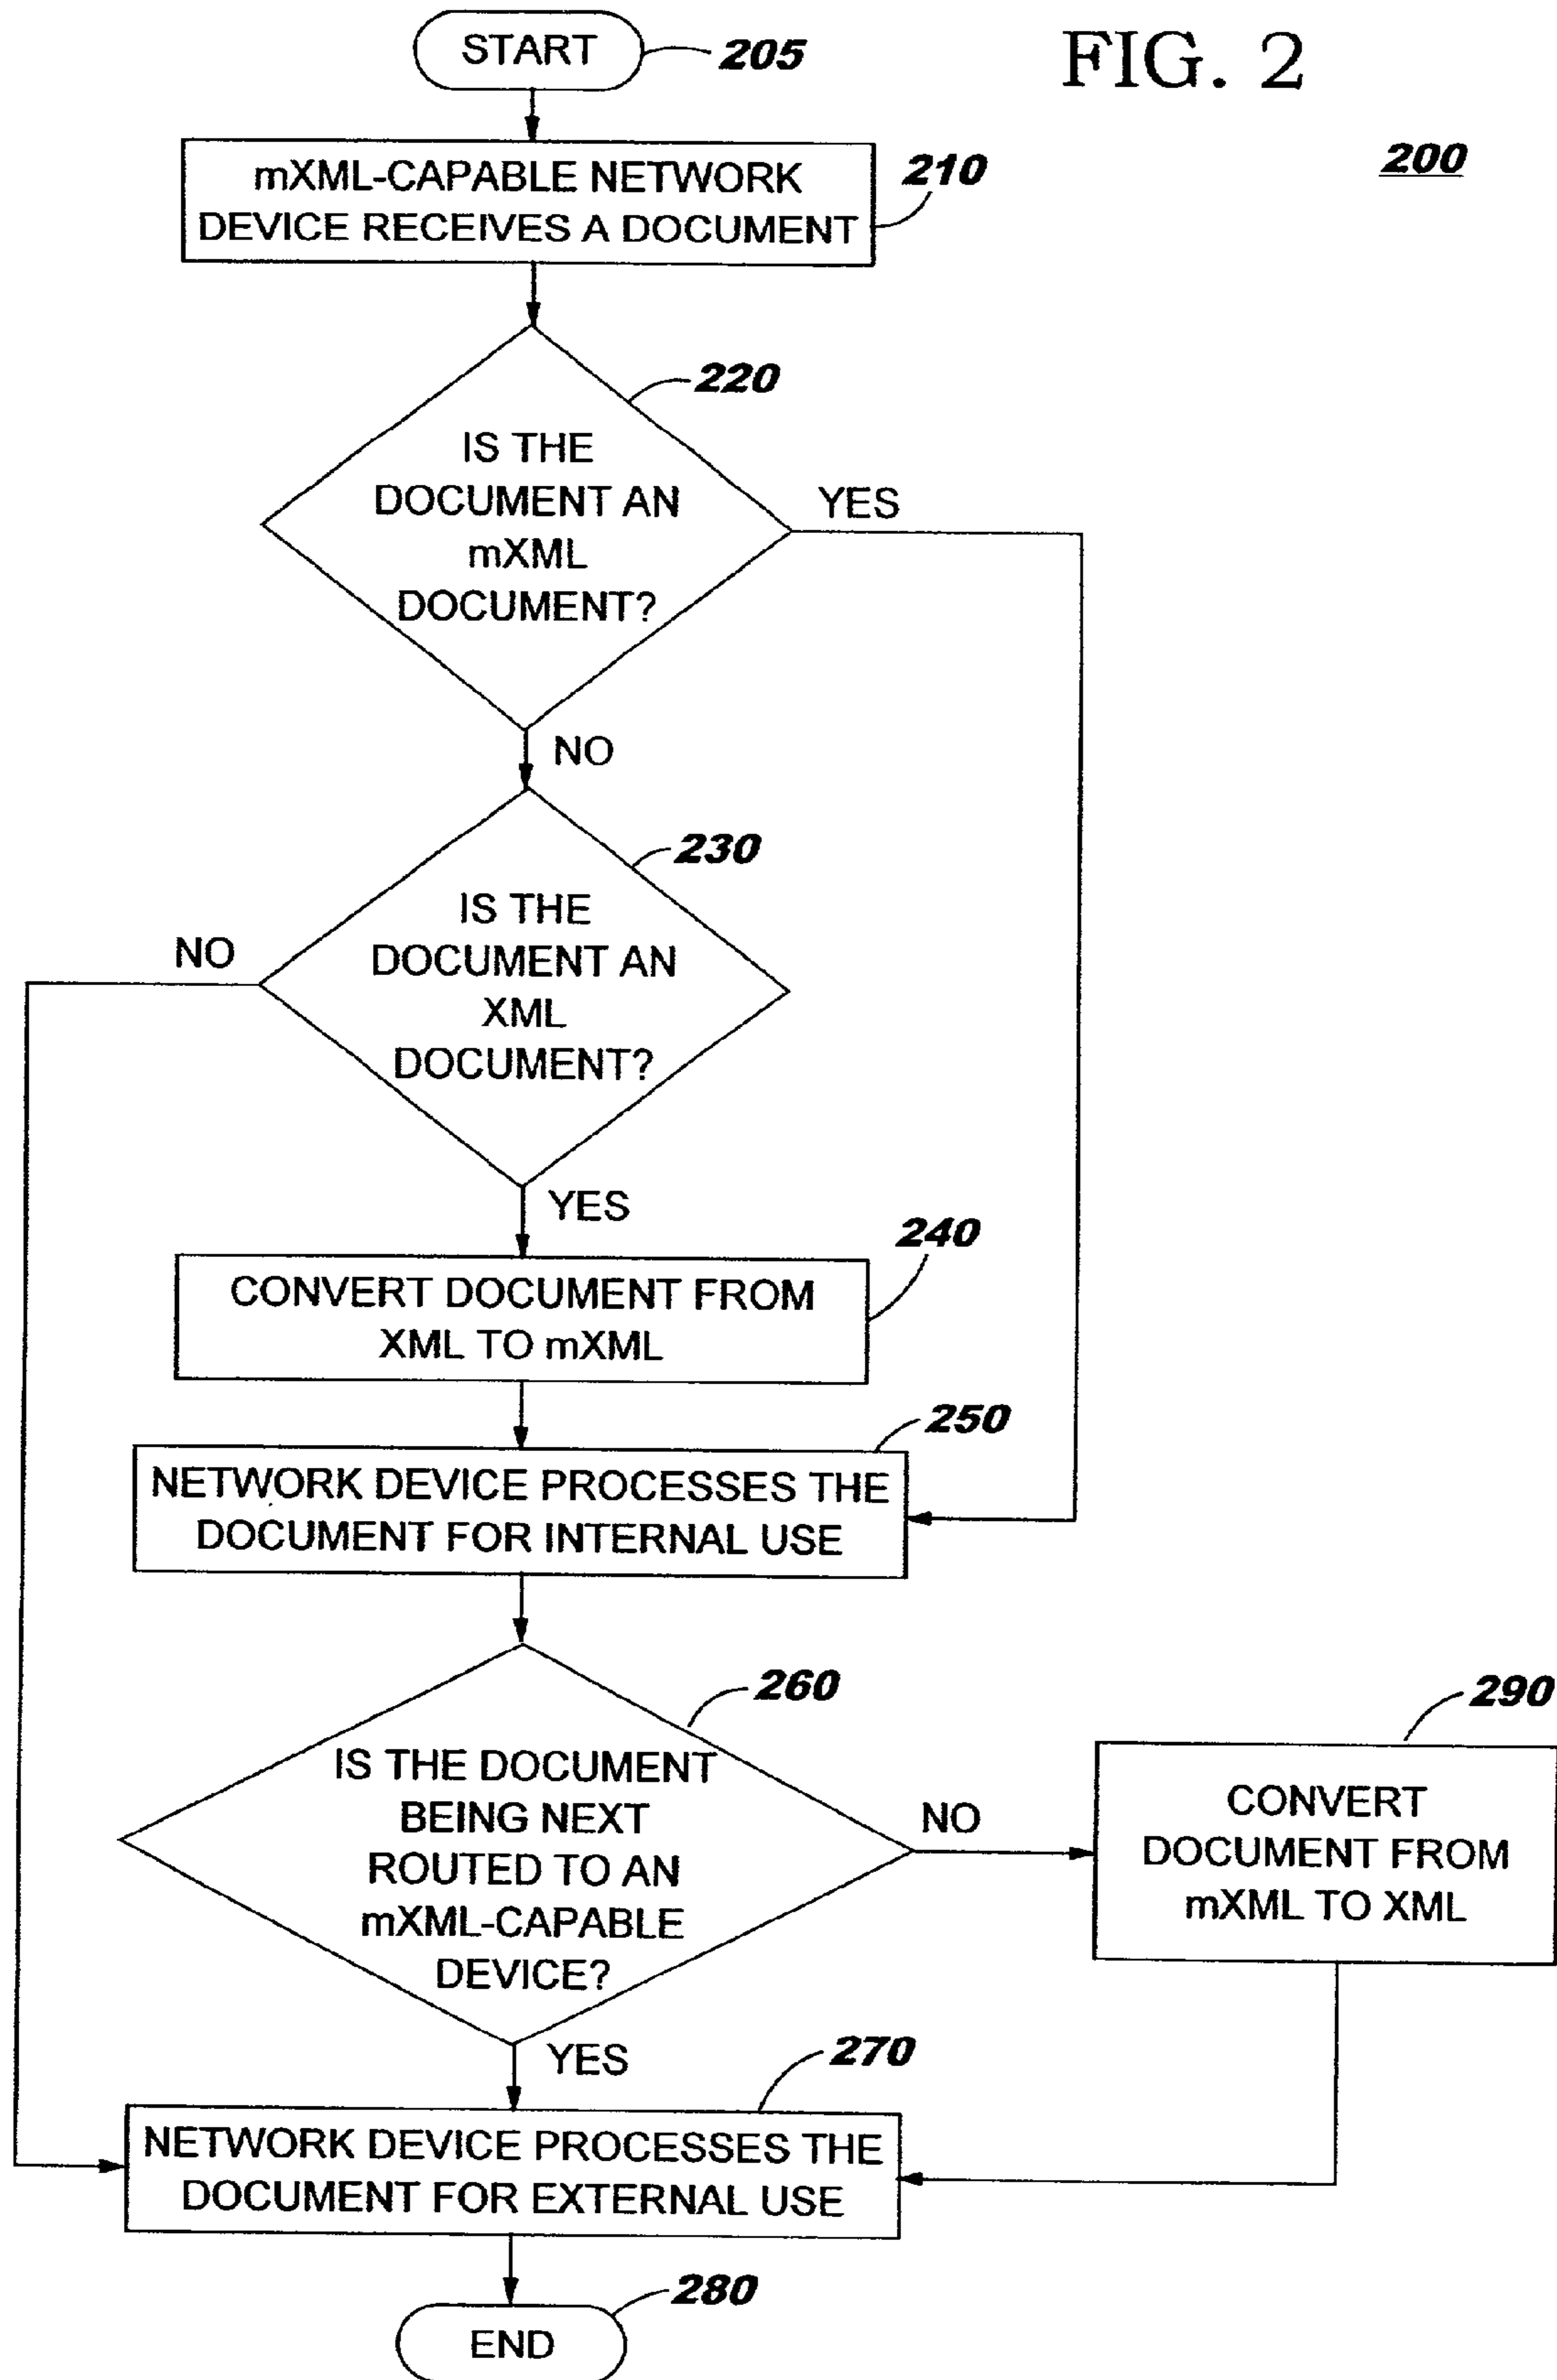 START
205
FIG. 2
200
mXML-CAPABLE NETWORK
DEVICE RECEIVES A DOCUMENT
210
220
IS THE
DOCUMENT AN
mXML
DOCUMENT?
YES
NO
230
IS THE
DOCUMENT AN
XML
DOCUMENT?
NO
YES
240
CONVERT DOCUMENT FROM
XML TO mXML
250
NETWORK DEVICE PROCESSES THE
DOCUMENT FOR INTERNAL USE
260
IS THE DOCUMENT
BEING NEXT
ROUTED TO AN
mXML-CAPABLE
DEVICE?
NO
290
CONVERT
DOCUMENT FROM
mXML TO XML
YES
270
NETWORK DEVICE PROCESSES THE
DOCUMENT FOR EXTERNAL USE
280
END